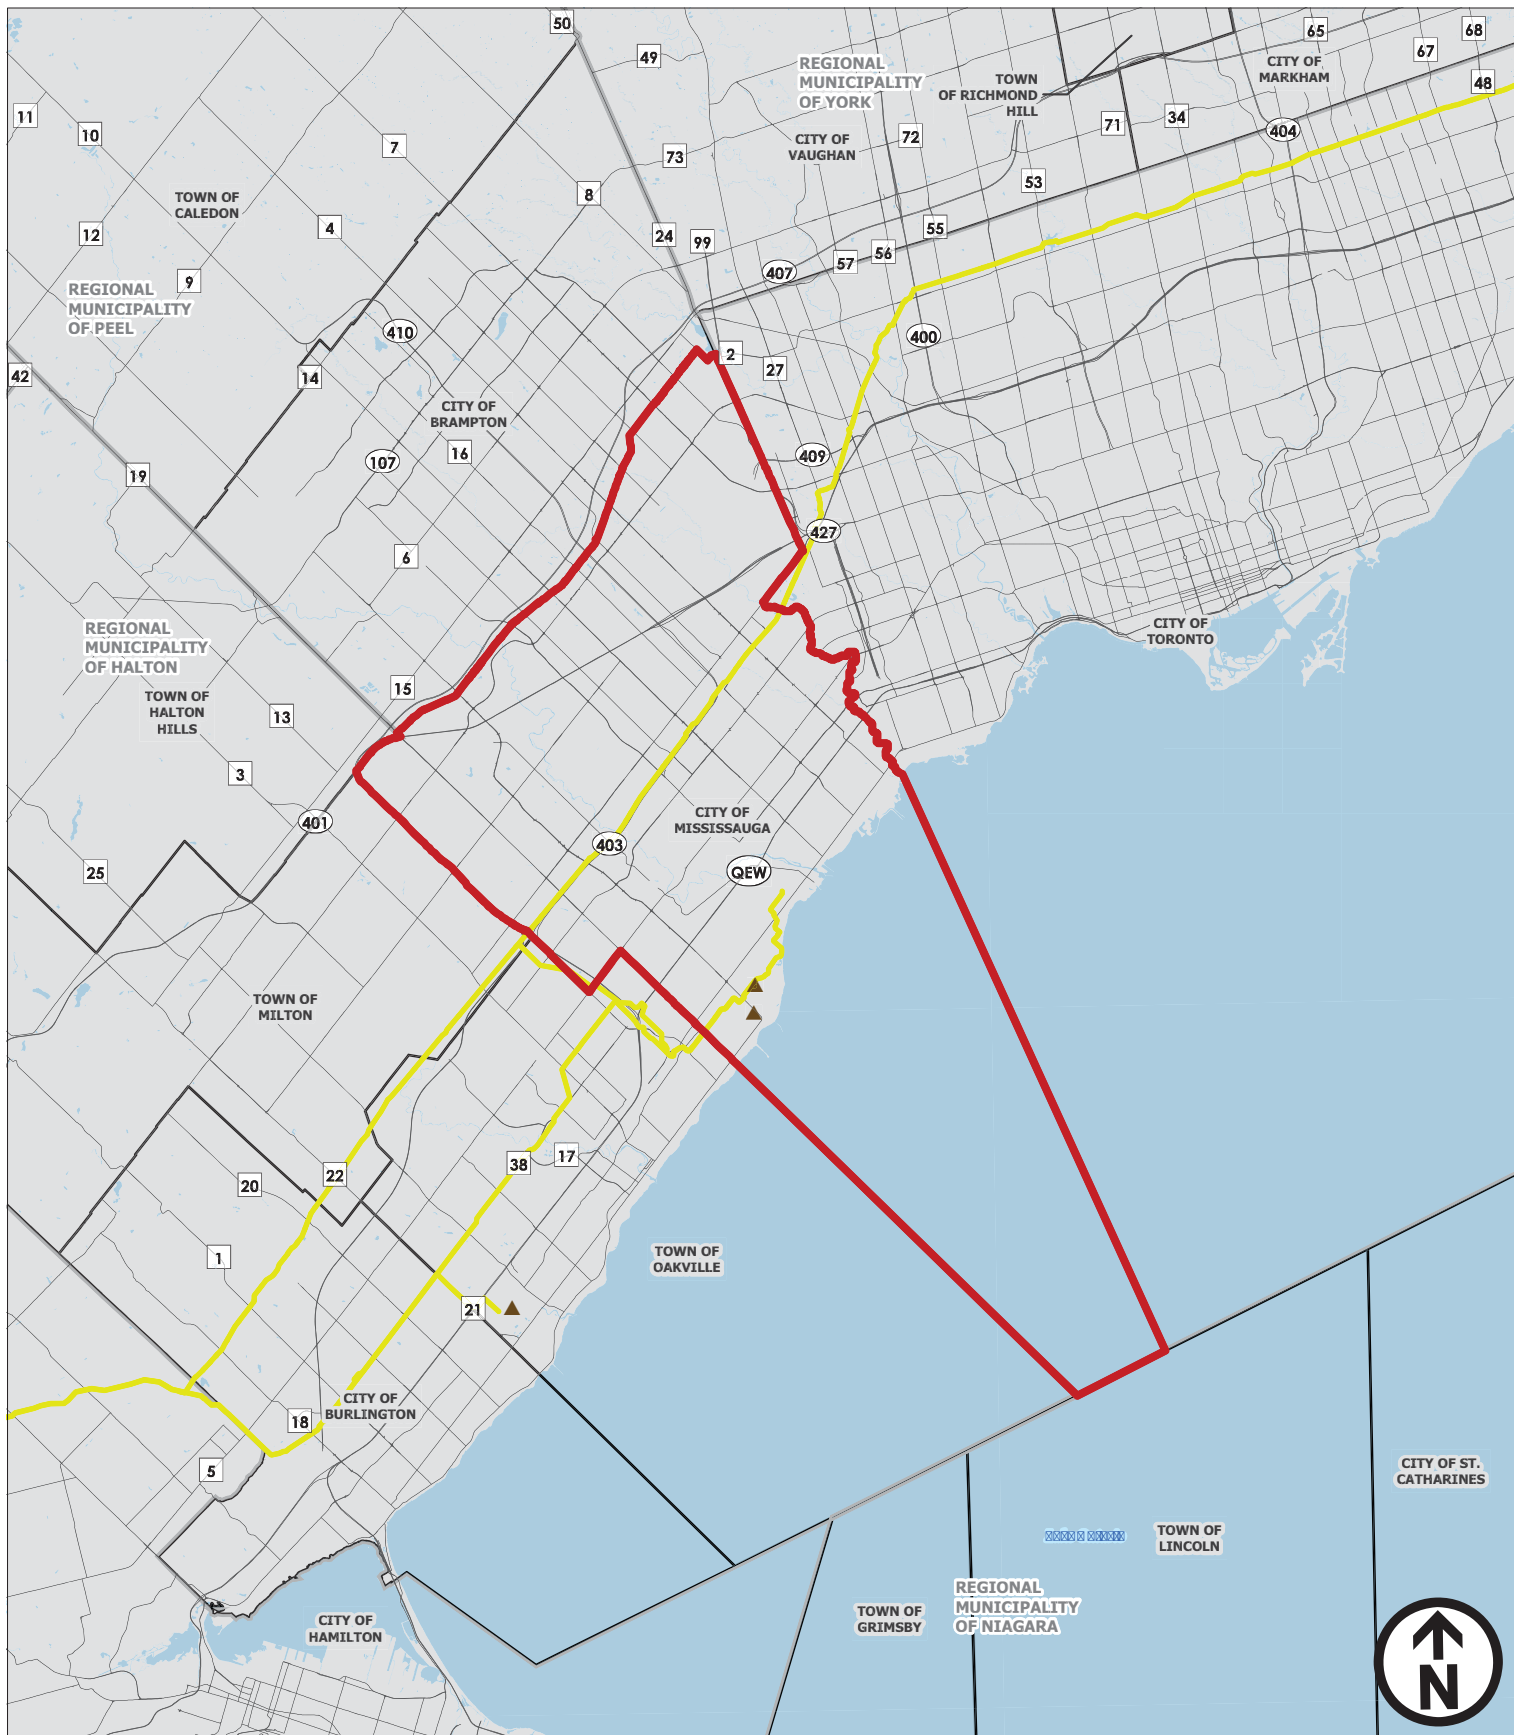 50
49
65
68
67
REGIONAL
MUNICIPALITY
OF YORK
CITY OF
MARKHAM
TOWN
OF RICHMOND
HILL
48
11
10
7
71
34
404
72
CITY OF
VAUGHAN
73
53
8
TOWN OF
CALEDON
4
12
24
99
55
56
57
407
9
REGIONAL
MUNICIPALITY
OF PEEL
410
400
2
27
42
14
CITY OF
BRAMPTON
16
409
107
19
427
6
REGIONAL
MUNICIPALITY
OF HALTON
CITY OF
TORONTO
15
TOWN OF
HALTON
HILLS
13
3
401
CITY OF
MISSISSAUGA
403
QEW
25
TOWN OF
MILTON
38
17
22
20
1
TOWN OF
OAKVILLE
21
CITY OF
BURLINGTON
18
5
CITY OF ST.
CATHARINES
TOWN OF
LINCOLN
REGIONAL
MUNICIPALITY
OF NIAGARA
TOWN OF
GRIMSBY
CITY OF
HAMILTON
N